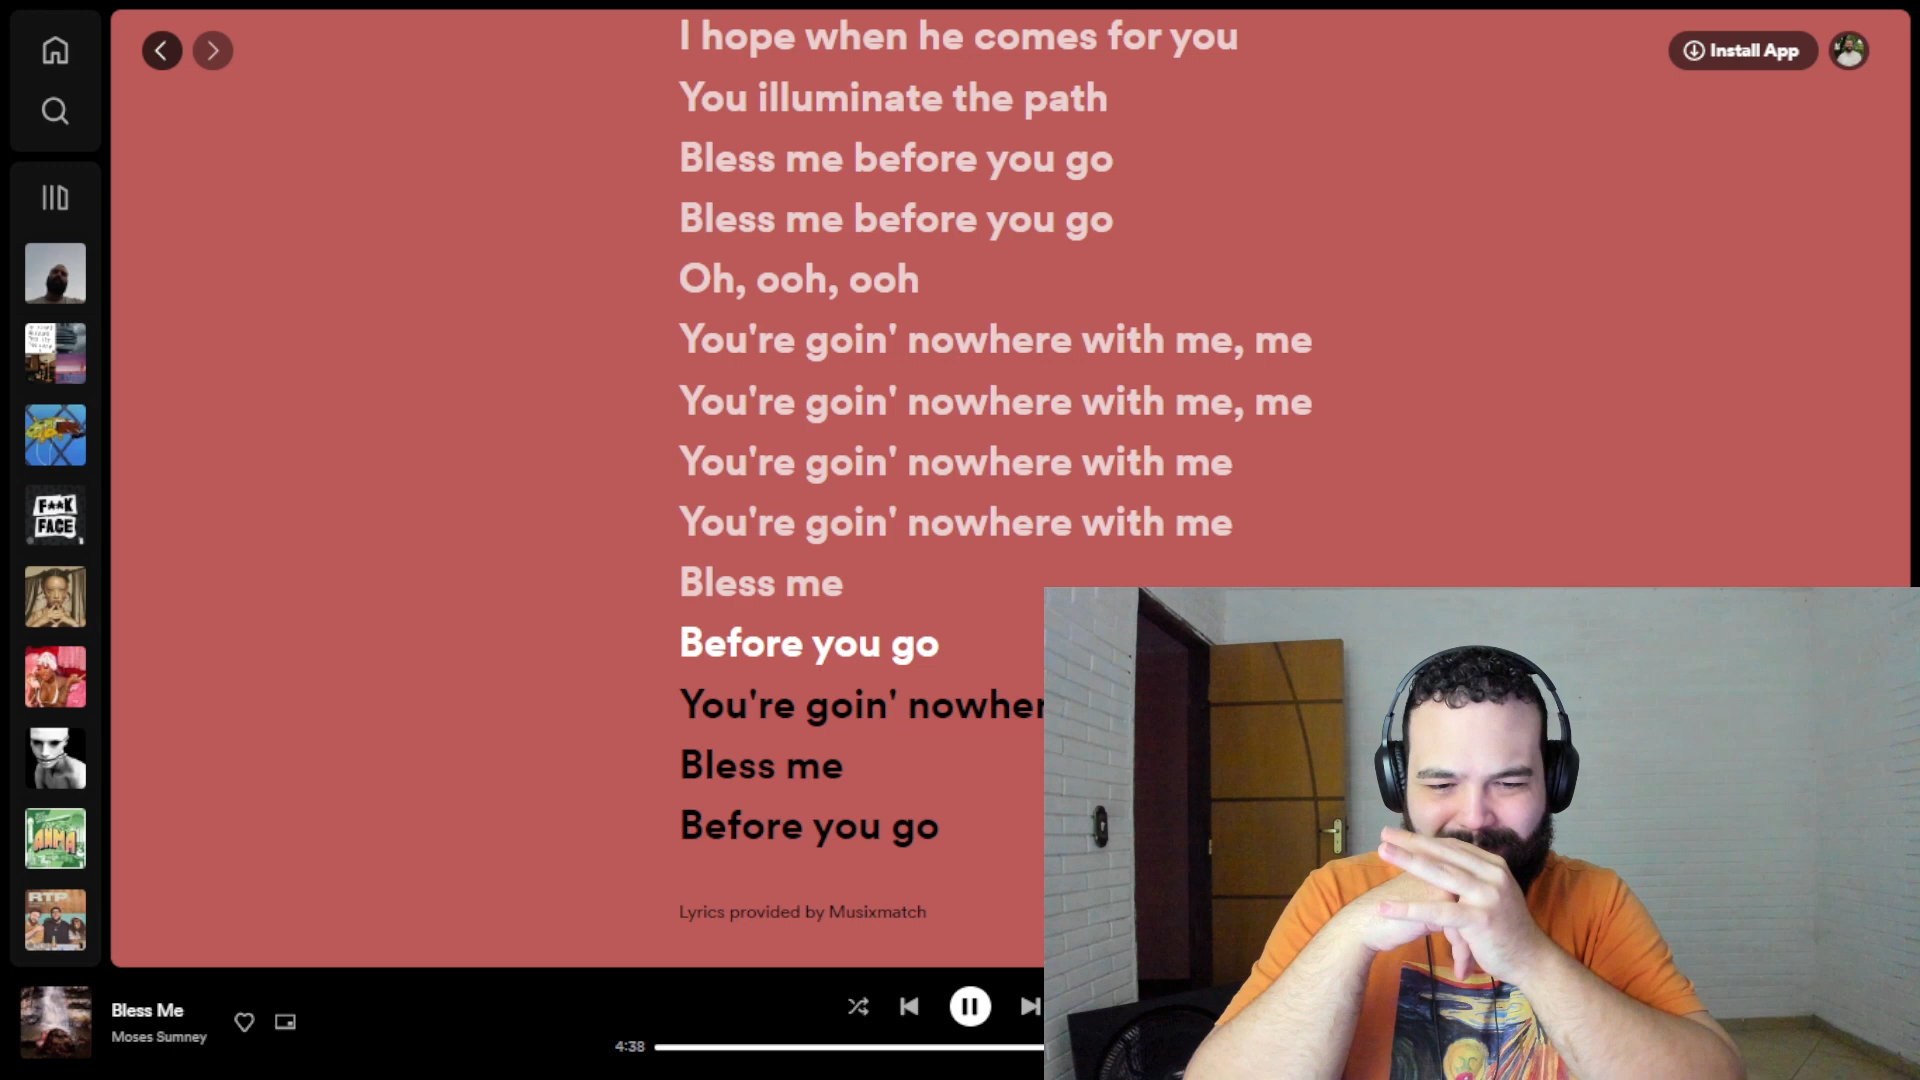 I hope when he comes for you
Install App
You illuminate the path
Bless me before you go
Bless me before you go
Oh, ooh, ooh
You're goin' nowhere with me, me
You're goin' nowhere with me, me
You're goin' nowhere with me
You're goin' nowhere with me
Bless me
Before you go
You're goin' nowher
Bless me
Before you go
Lyrics provided by Musixmatch
F**K
FACE
ANMA
RTP
Bless Me
Moses Sumney
4:38